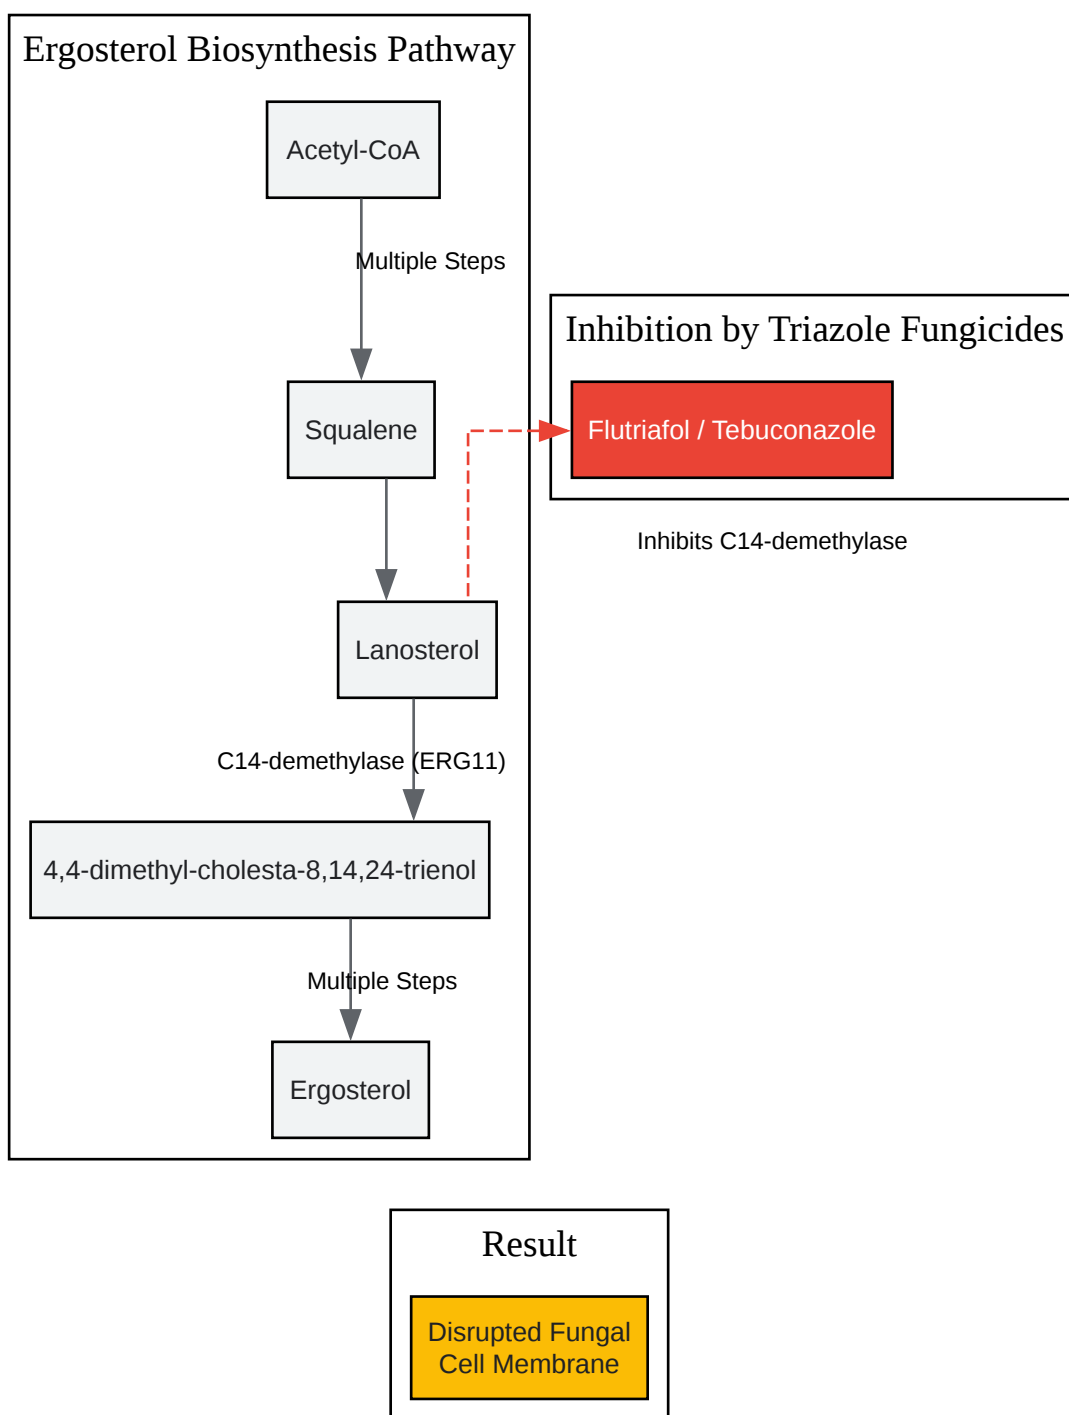 Ergosterol Biosynthesis Pathway
Acetyl-CoA
Multiple Steps
Inhibition by Triazole Fungicides
Squalene
Flutriafol / Tebuconazole
Inhibits C14-demethylase
Lanosterol
C14-demethylase (ERG11)
4,4-dimethyl-cholesta-8,14,24-trienol
Multiple Steps
Ergosterol
Result
Disrupted Fungal
Cell Membrane